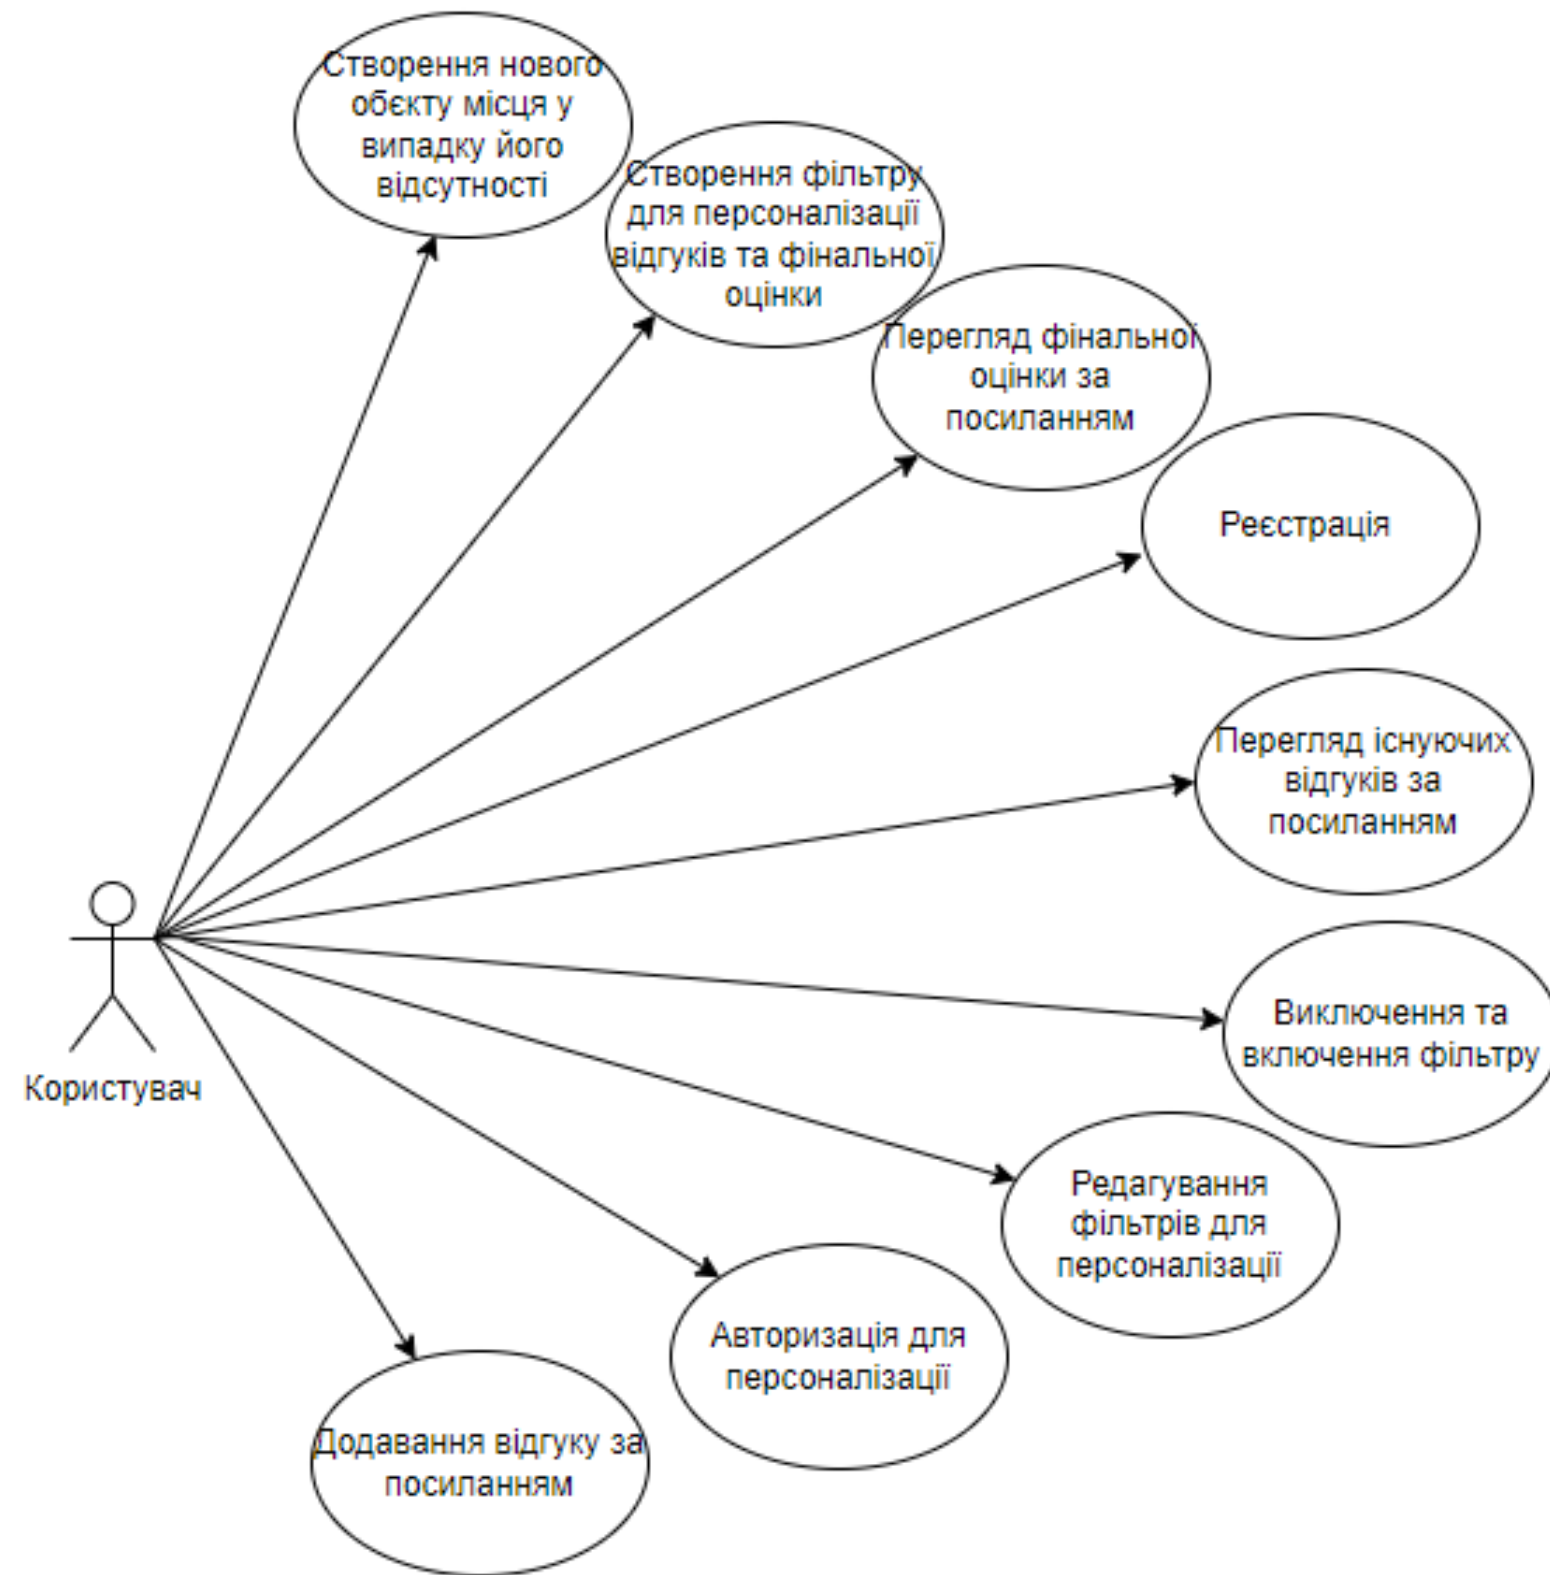 Створення нового
обєкту місця у
випадку його
відсутності
Створення фільтру
для персоналізації
відгуків та фінальної
оцінки
Перегляд фінальної
оцінки за
посиланням
Реєстрація
Перегляд існуючих
відгуків за
посиланням
Виключення та
включення фільтру
Користувач
Редагування
фільтрів для
персоналізації
Авторизація для
персоналізації
Додавання відгуку за
посиланням